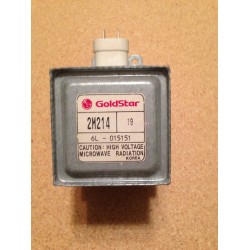 GoldStar
2M214 19
6L - 015151
CAUTION: HIGH VOLTAGE
MICROWAVE RADIATION
KOREA